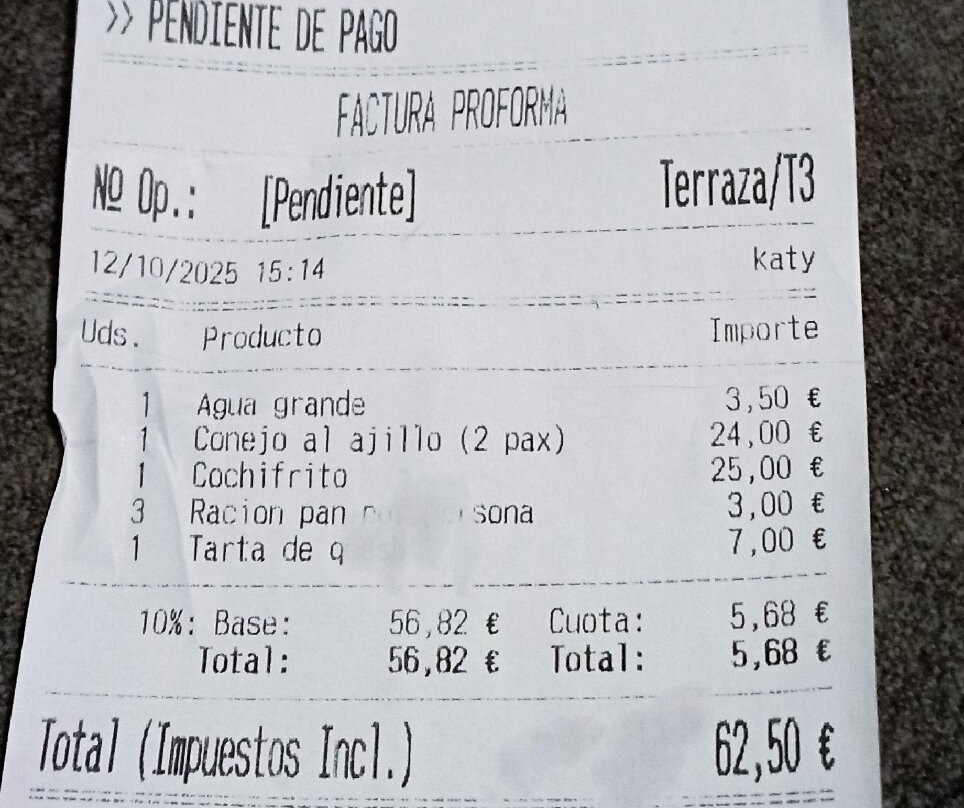 >> PENDIENTE DE PAGO
FACTURA PROFORMA
Nº Op.: [Pendiente] Terraza/T3
12/10/2025 15:14 katy
Uds. Producto Importe
1 Agua grande 3,50 €
1 Conejo al ajillo (2 pax) 24,00 €
1 Cochifrito 25,00 €
3 Racion pan sona 3,00 €
1 Tarta de q 7,00 €
10%: Base: 56,82 € Cuota: 5,68 €
Total: 56,82 € Total: 5,68 €
Total (Impuestos Incl.) 62,50 €